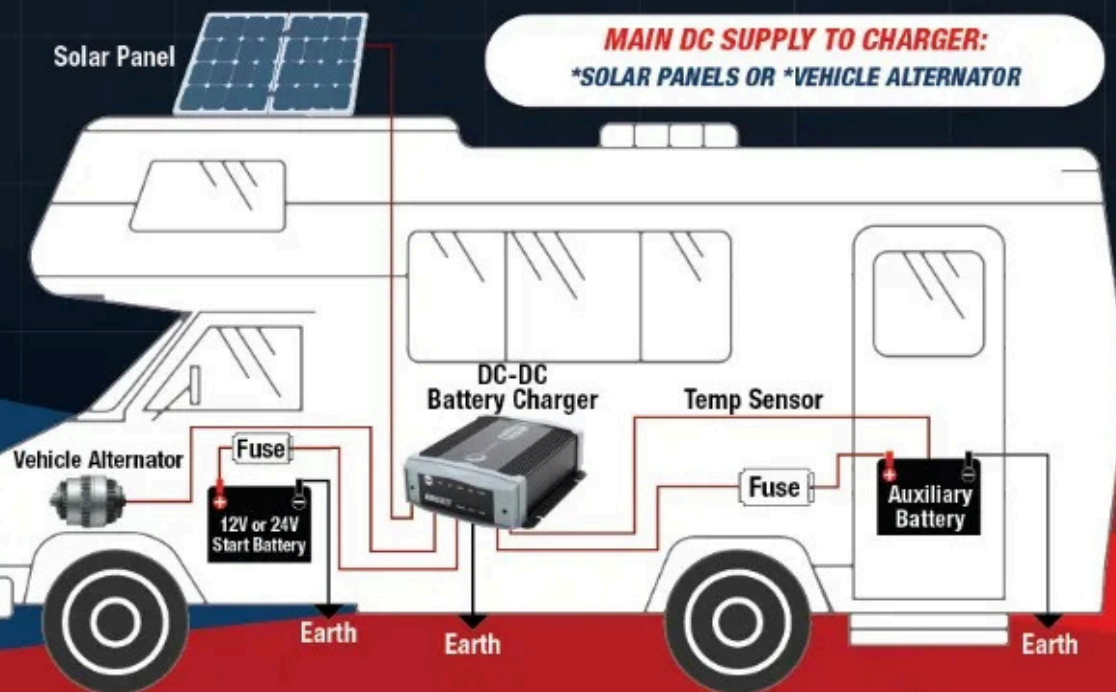 Solar Panel
MAIN DC SUPPLY TO CHARGER:
*SOLAR PANELS OR *VEHICLE ALTERNATOR
DC-DC
Battery Charger
Temp Sensor
Vehicle Alternator
Fuse
12V or 24V
Start Battery
Fuse
Auxiliary
Battery
Earth
Earth
Earth